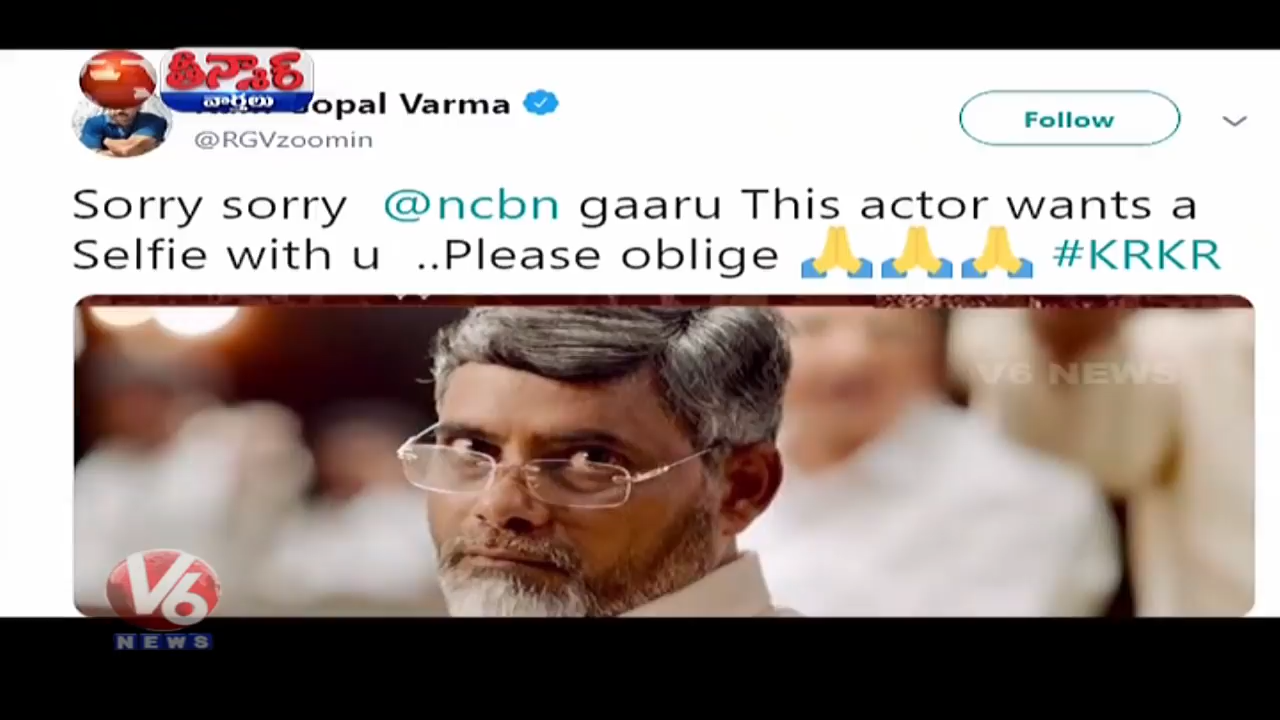 తీన్మార్
వార్తలు
opal Varma
@RGVzoomin
Follow
Sorry sorry @ncbn gaaru This actor wants a
Selfie with u ..Please oblige 🙏🙏🙏 #KRKR
V6 NEWS
V6
NEWS